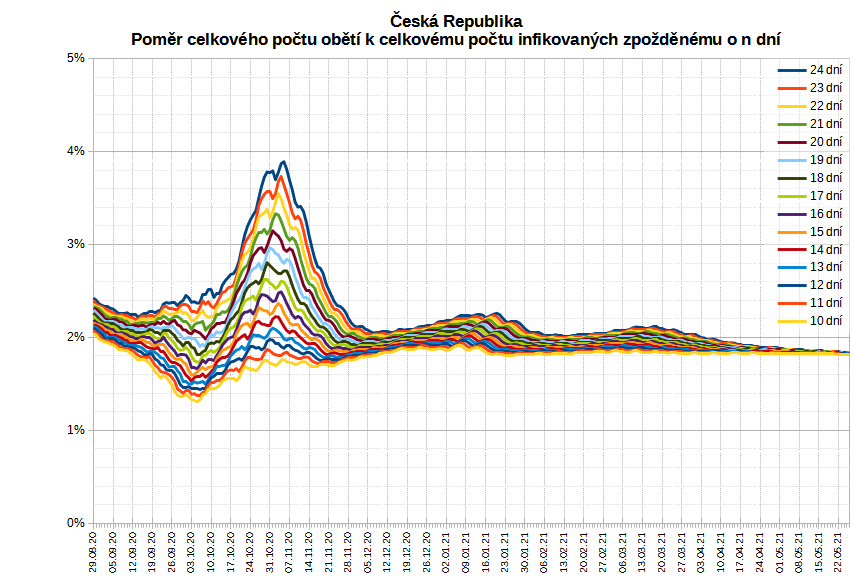 Česká Republika
Poměr celkového počtu obětí k celkovému počtu infikovaných zpožděnému o n dní
5%
4%
3%
2%
1%
0%
24 dní
23 dní
22 dní
21 dní
20 dní
19 dní
18 dní
17 dní
16 dní
15 dní
14 dní
13 dní
12 dní
11 dní
10 dní
29.08.20
05.09.20
12.09.20
19.09.20
26.09.20
03.10.20
10.10.20
17.10.20
24.10.20
31.10.20
07.11.20
14.11.20
21.11.20
28.11.20
05.12.20
12.12.20
19.12.20
26.12.20
02.01.21
09.01.21
16.01.21
23.01.21
30.01.21
06.02.21
13.02.21
20.02.21
27.02.21
06.03.21
13.03.21
20.03.21
27.03.21
03.04.21
10.04.21
17.04.21
24.04.21
01.05.21
08.05.21
15.05.21
22.05.21